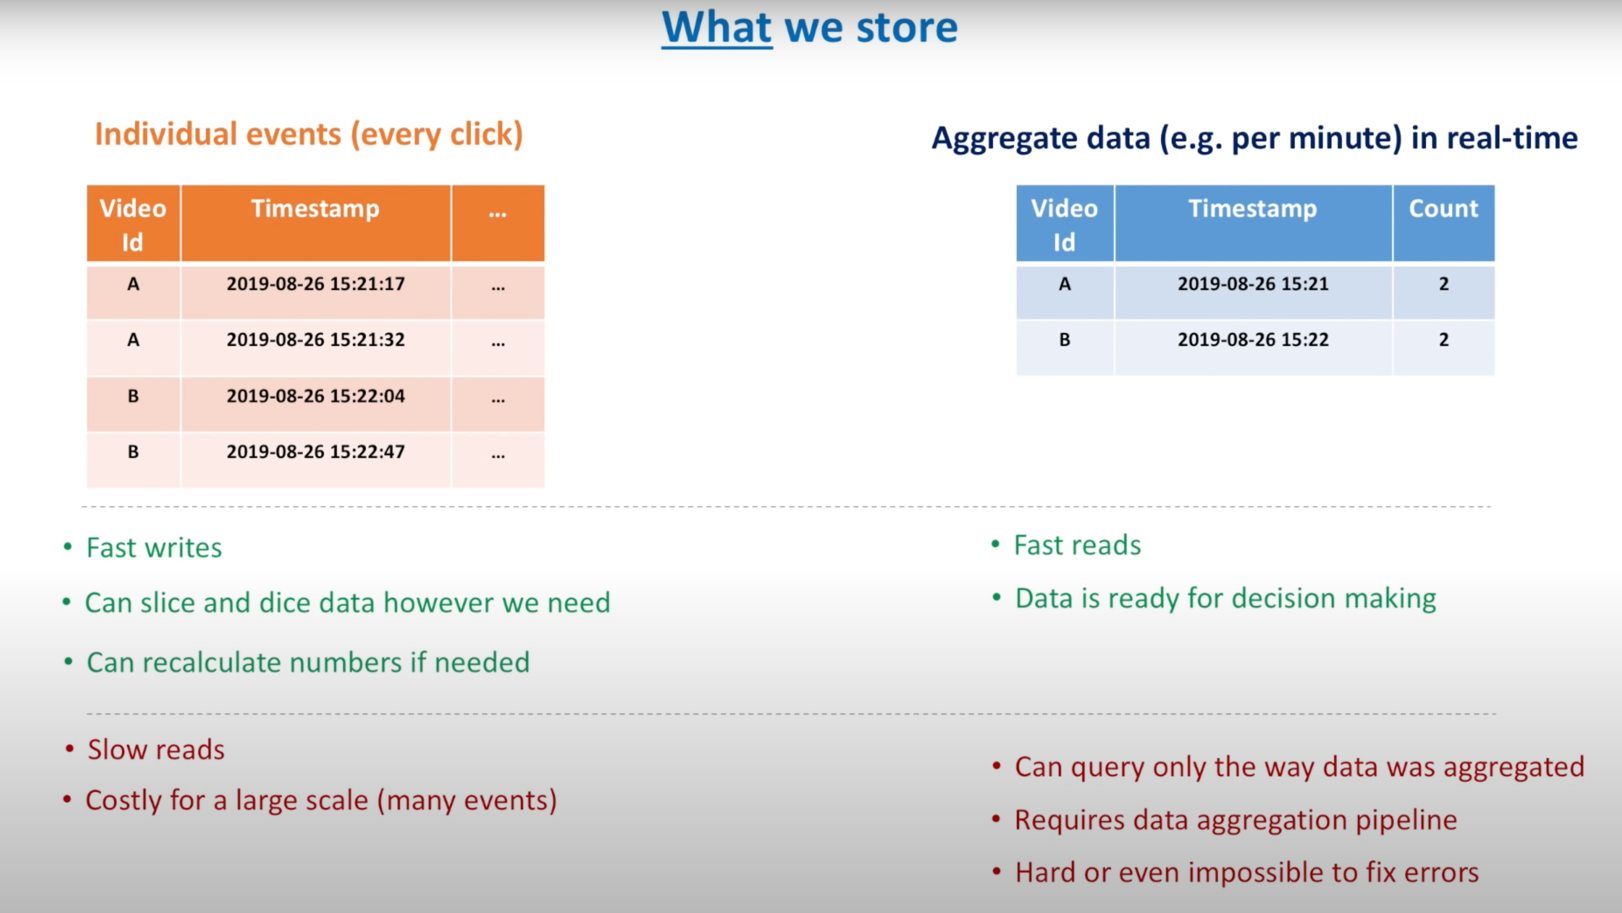 What we store
Individual events (every click)
Video Id Timestamp ...
A 2019-08-26 15:21:17 ...
A 2019-08-26 15:21:32 ...
B 2019-08-26 15:22:04 ...
B 2019-08-26 15:22:47 ...
Aggregate data (e.g. per minute) in real-time
Video Id Timestamp Count
A 2019-08-26 15:21 2
B 2019-08-26 15:22 2
• Fast writes
• Can slice and dice data however we need
• Can recalculate numbers if needed
• Fast reads
• Data is ready for decision making
• Slow reads
• Costly for a large scale (many events)
• Can query only the way data was aggregated
• Requires data aggregation pipeline
• Hard or even impossible to fix errors